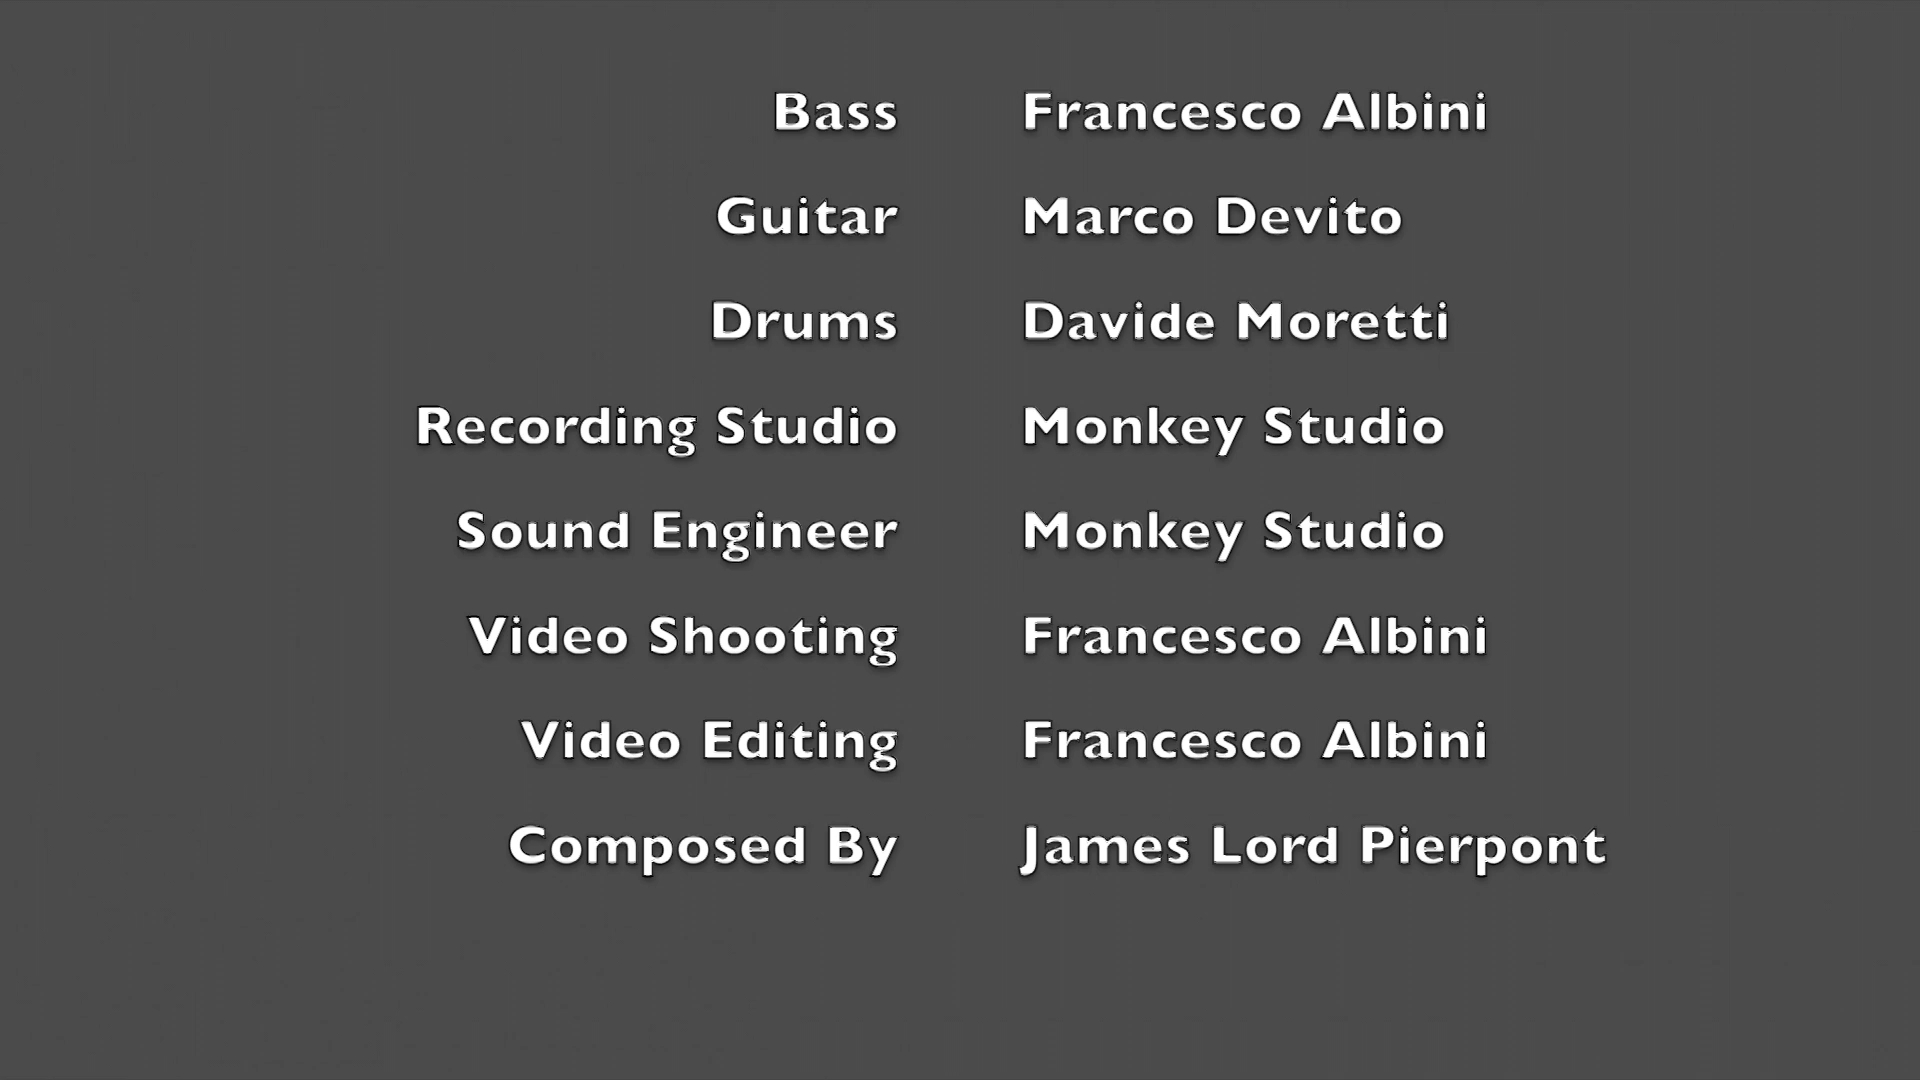 Bass Francesco Albini
Guitar Marco Devito
Drums Davide Moretti
Recording Studio Monkey Studio
Sound Engineer Monkey Studio
Video Shooting Francesco Albini
Video Editing Francesco Albini
Composed By James Lord Pierpont